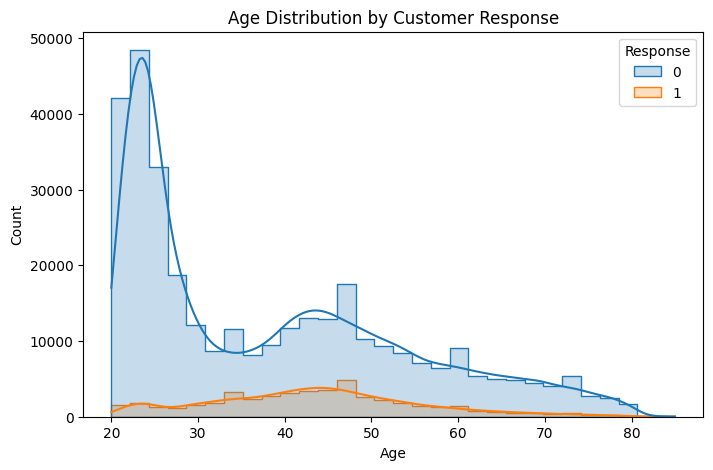 Age Distribution by Customer Response
Response
0
1
Count
50000
40000
30000
20000
10000
0
20 30 40 50 60 70 80
Age